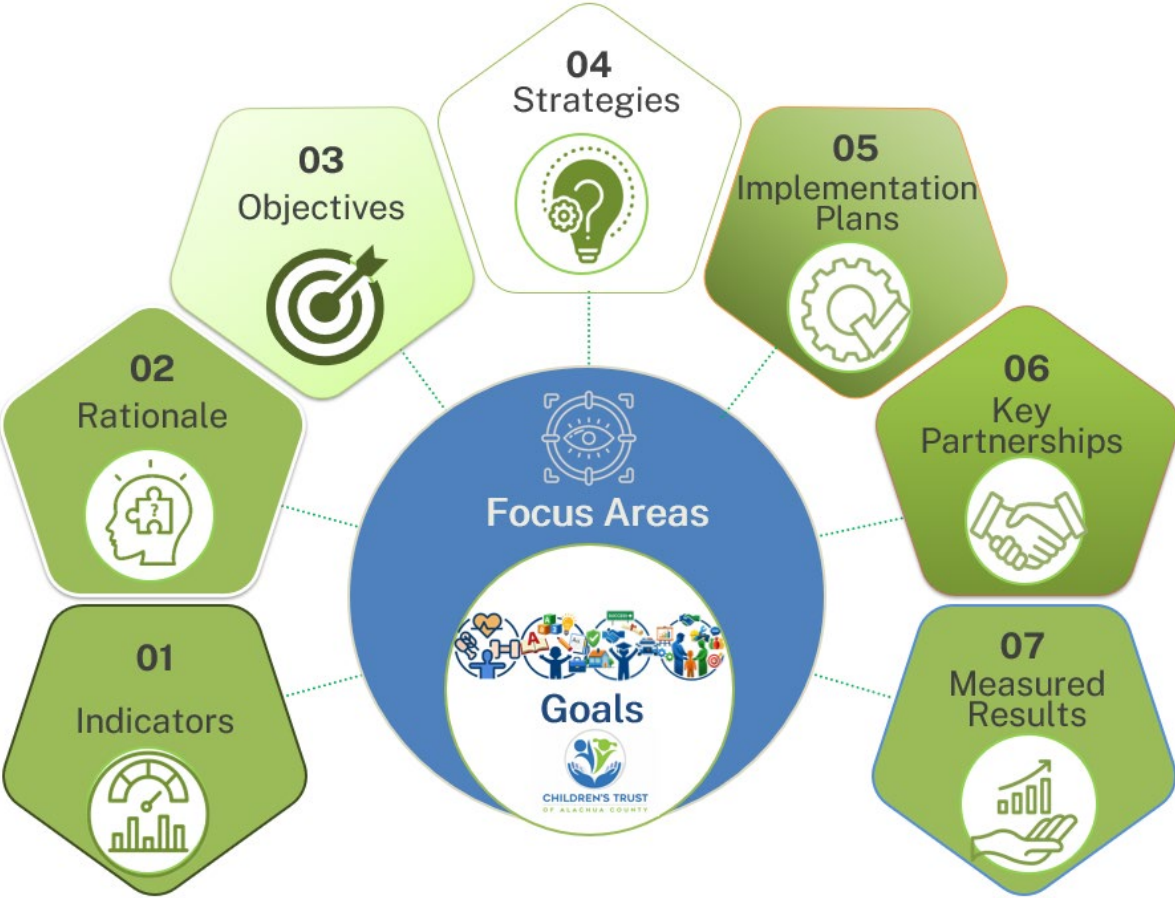 01
Indicators
02
Rationale
?
03
Objectives
04
Strategies
?
05
Implementation
Plans
06
Key
Partnerships
07
Measured
Results
Focus Areas
A
Goals
CHILDREN'S TRUST
OF ALACHUA COUNTY